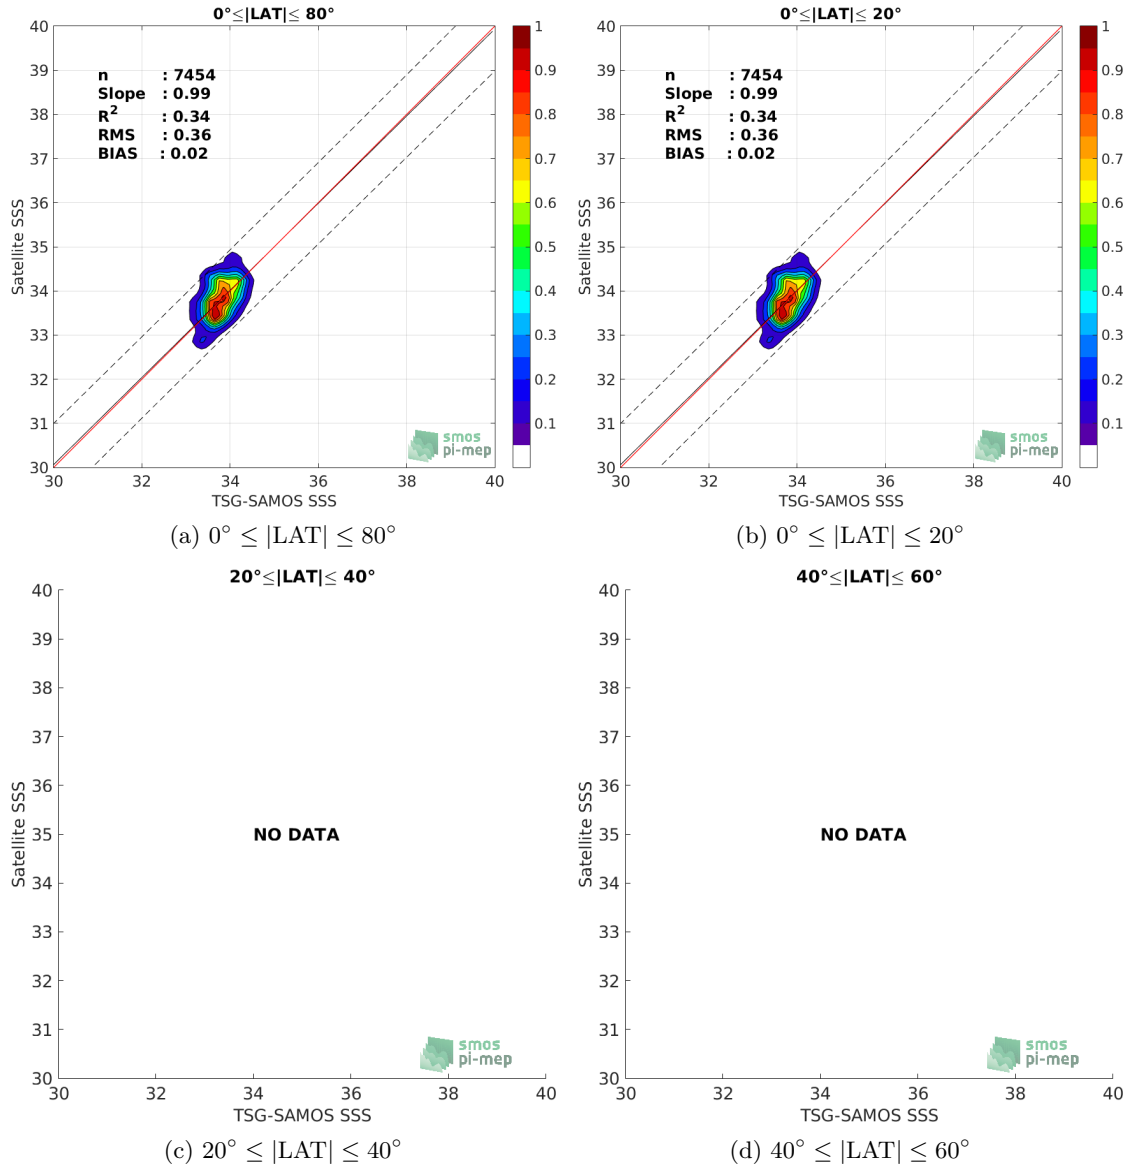 0°≤|LAT|≤ 80°
40
39
38
37
36
35
34
33
32
31
30
Satellite SSS
n : 7454
Slope : 0.99
R² : 0.34
RMS : 0.36
BIAS : 0.02
smos
pi-mep
30 32 34 36 38 40
TSG-SAMOS SSS
1
0.9
0.8
0.7
0.6
0.5
0.4
0.3
0.2
0.1
(a) 0° ≤ |LAT| ≤ 80°
0°≤|LAT|≤ 20°
40
39
38
37
36
35
34
33
32
31
30
Satellite SSS
n : 7454
Slope : 0.99
R² : 0.34
RMS : 0.36
BIAS : 0.02
smos
pi-mep
30 32 34 36 38 40
TSG-SAMOS SSS
1
0.9
0.8
0.7
0.6
0.5
0.4
0.3
0.2
0.1
(b) 0° ≤ |LAT| ≤ 20°
20°≤|LAT|≤ 40°
40
39
38
37
36
35
34
33
32
31
30
Satellite SSS
NO DATA
smos
pi-mep
30 32 34 36 38 40
TSG-SAMOS SSS
(c) 20° ≤ |LAT| ≤ 40°
40°≤|LAT|≤ 60°
40
39
38
37
36
35
34
33
32
31
30
Satellite SSS
NO DATA
smos
pi-mep
30 32 34 36 38 40
TSG-SAMOS SSS
(d) 40° ≤ |LAT| ≤ 60°